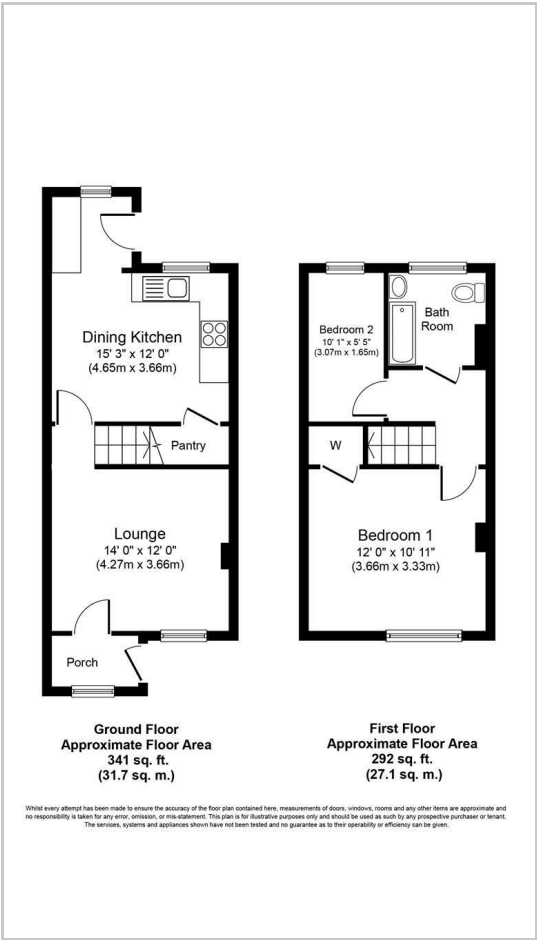 Dining Kitchen
15' 3" x 12' 0"
(4.65m x 3.66m)
Pantry
Lounge
14' 0" x 12' 0"
(4.27m x 3.66m)
Porch
Ground Floor
Approximate Floor Area
341 sq. ft.
(31.7 sq. m.)
Bath
Room
Bedroom 2
10' 1" x 5' 5"
(3.07m x 1.65m)
W
Bedroom 1
12' 0" x 10' 11"
(3.66m x 3.33m)
First Floor
Approximate Floor Area
292 sq. ft.
(27.1 sq. m.)
Whilst every attempt has been made to ensure the accuracy of the floor plan contained here, measurements of doors, windows, rooms and any other items are approximate and
no responsibility is taken for any error, omission, or mis-statement. This plan is for illustrative purposes only and should be used as such by any prospective purchaser or tenant.
The services, systems and appliances shown have not been tested and no guarantee as to their operability or efficiency can be given.